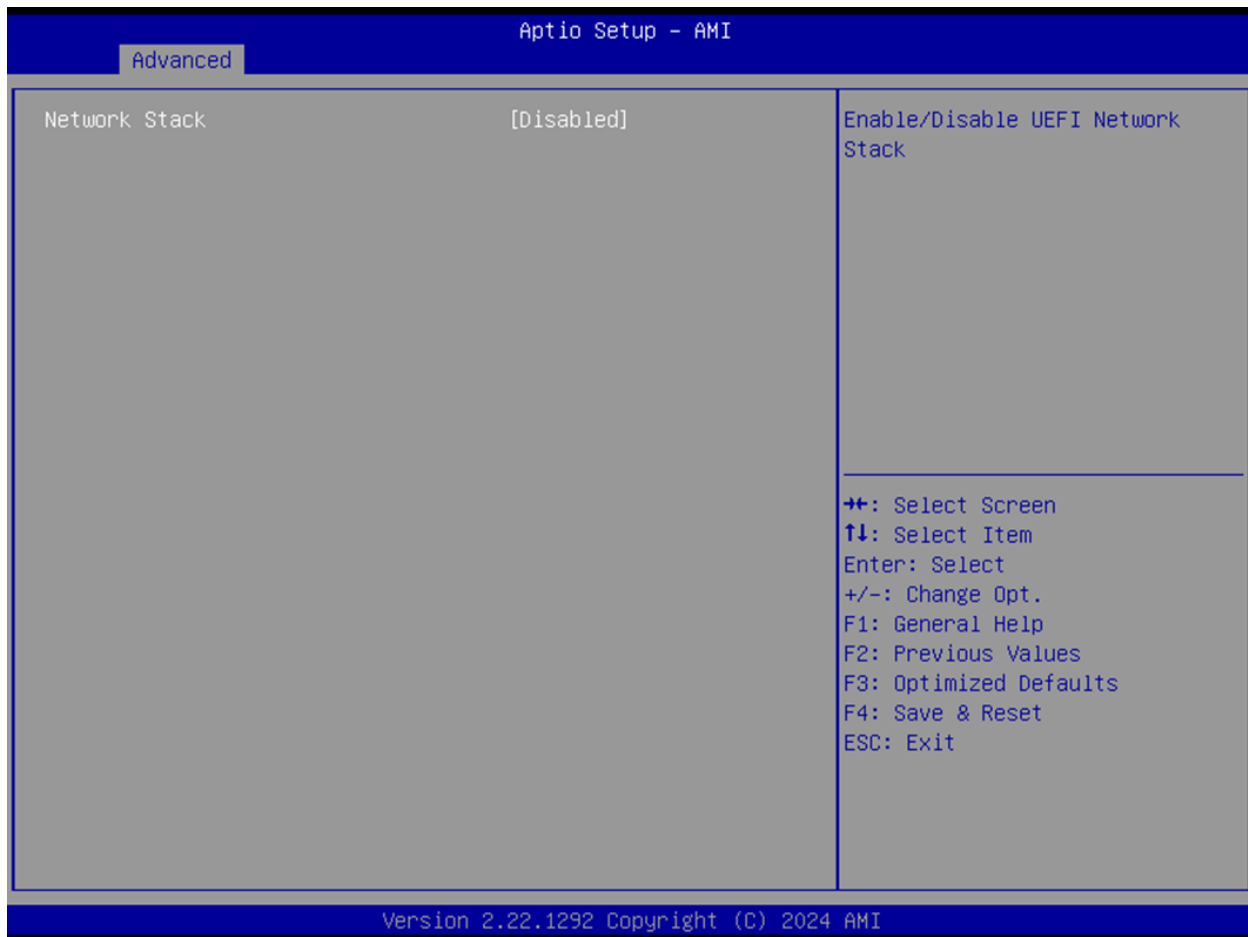 Aptio Setup – AMI
Advanced
Network Stack [Disabled]
Enable/Disable UEFI Network
Stack
→←: Select Screen
↑↓: Select Item
Enter: Select
+/-: Change Opt.
F1: General Help
F2: Previous Values
F3: Optimized Defaults
F4: Save & Reset
ESC: Exit
Version 2.22.1292 Copyright (C) 2024 AMI